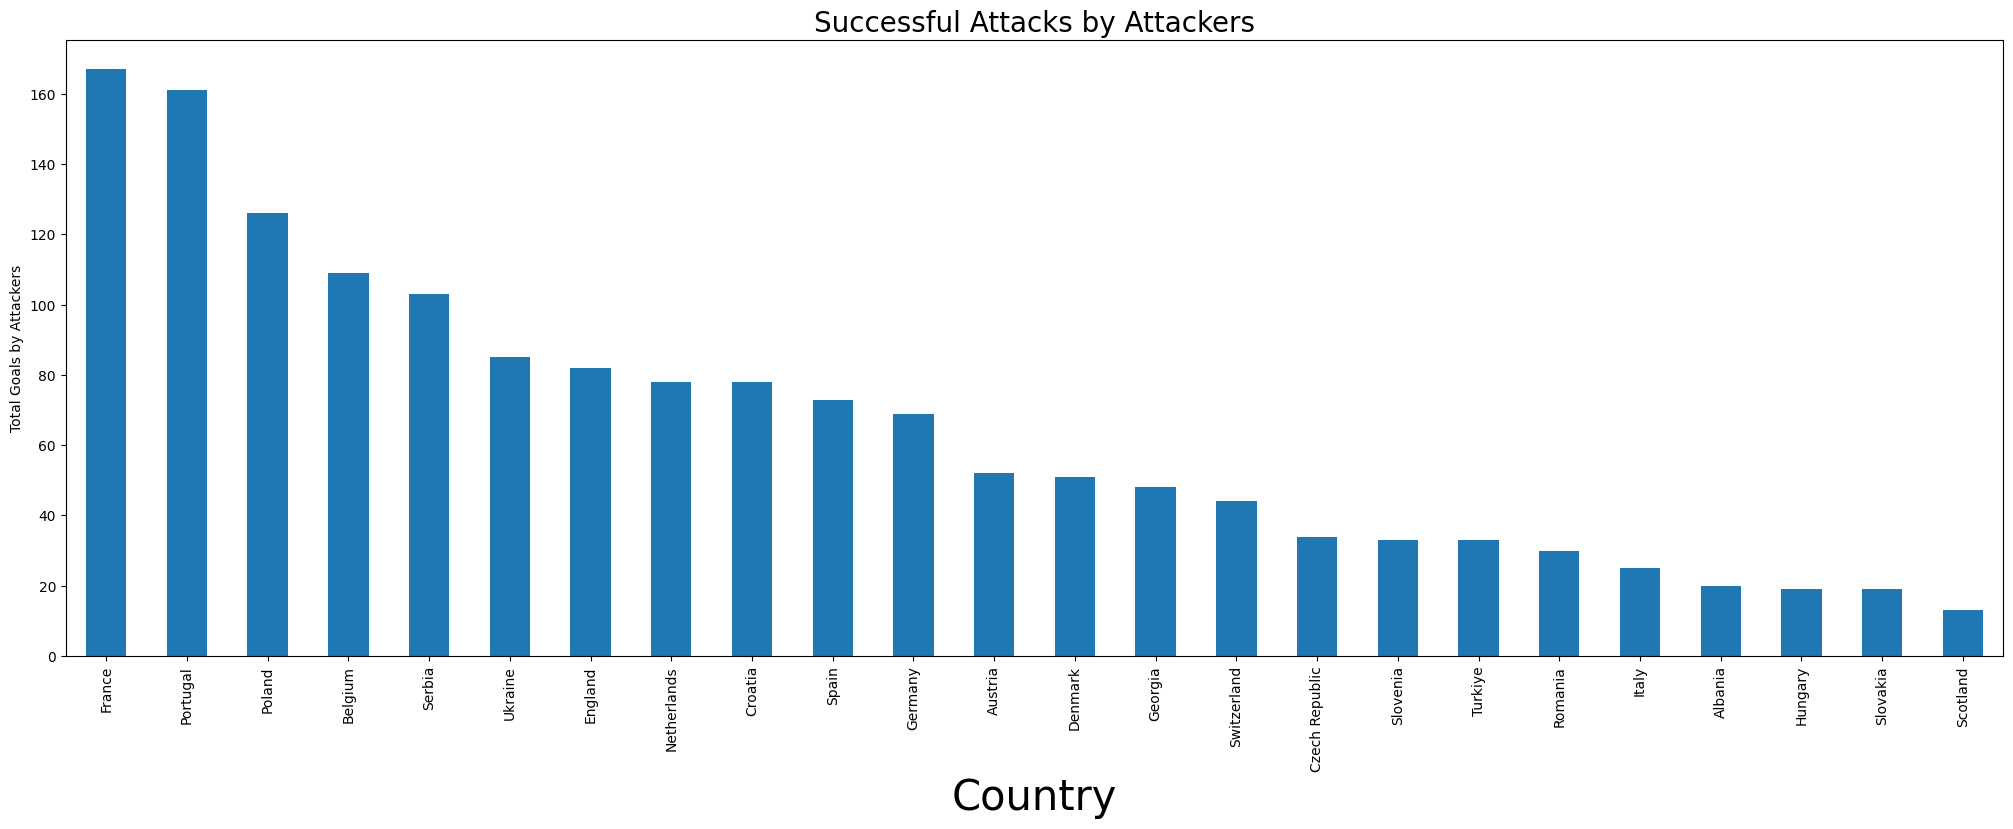 Successful Attacks by Attackers
Total Goals by Attackers
160
140
120
100
80
60
40
20
0
France
Portugal
Poland
Belgium
Serbia
Ukraine
England
Netherlands
Croatia
Spain
Germany
Austria
Denmark
Georgia
Switzerland
Czech Republic
Slovenia
Turkiye
Romania
Italy
Albania
Hungary
Slovakia
Scotland
Country